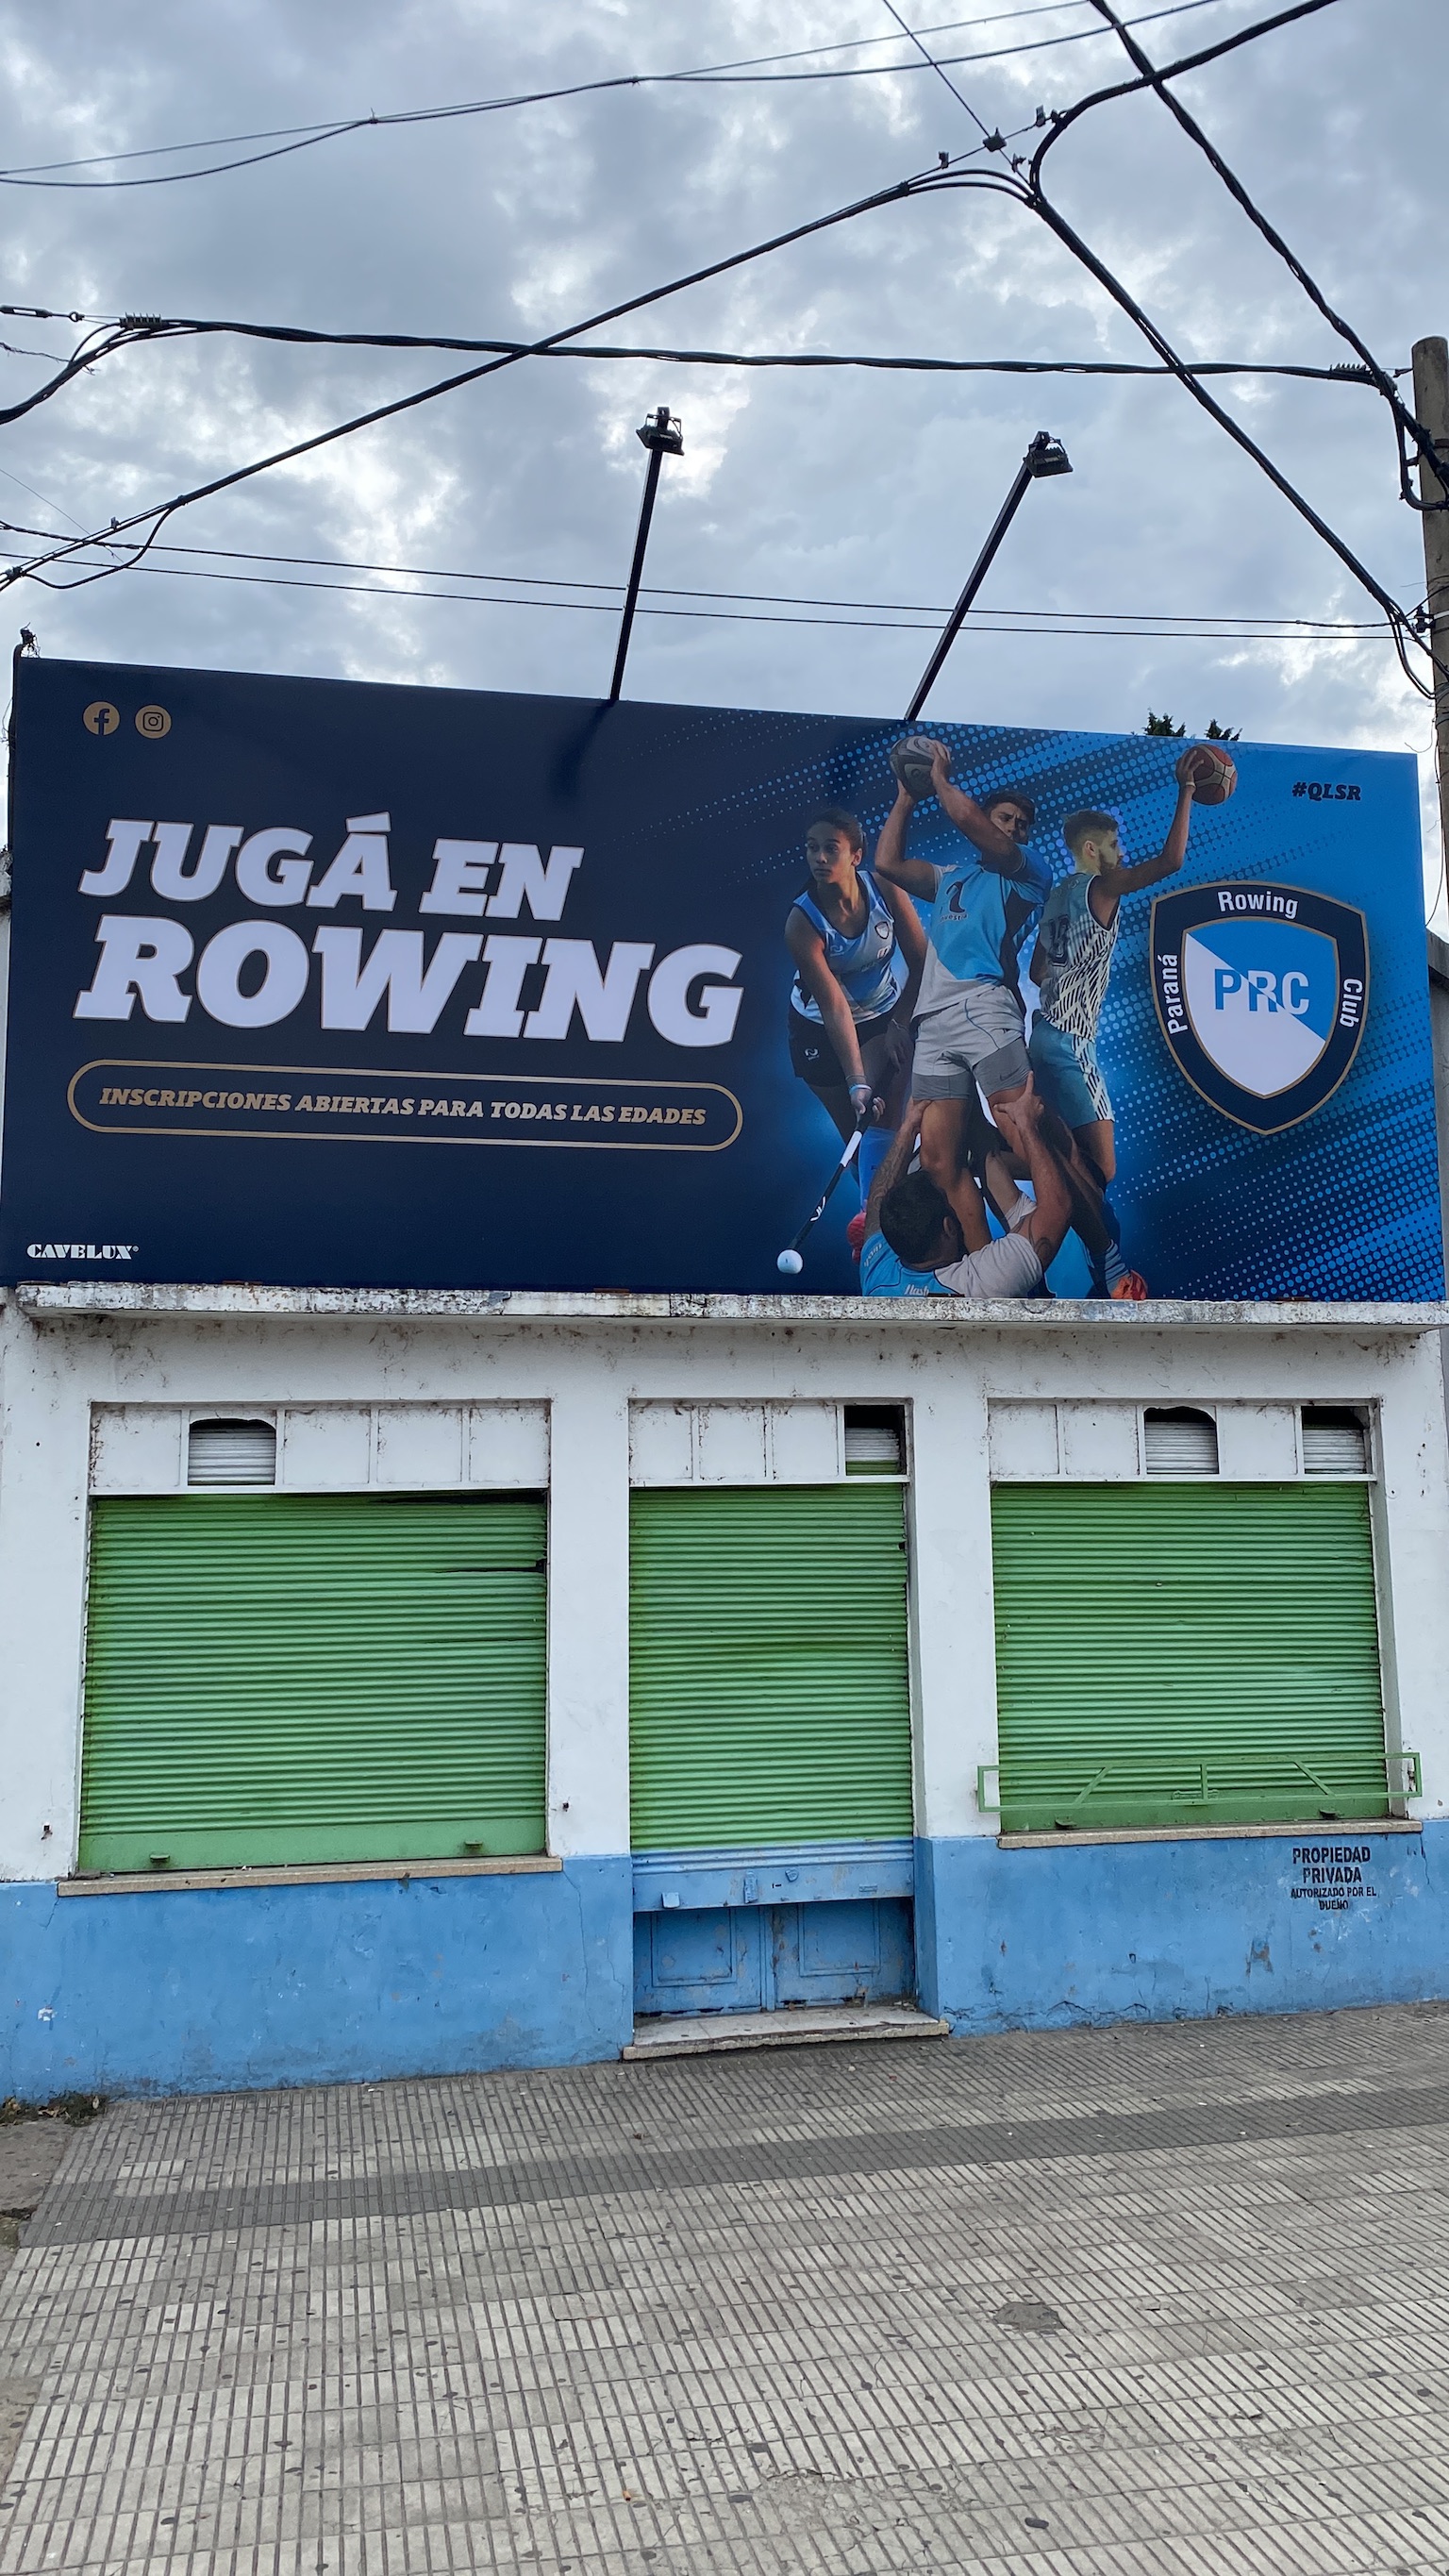 #QLSR
JUGÁ EN
ROWING
INSCRIPCIONES ABIERTAS PARA TODAS LAS EDADES
Rowing
Paraná
PRC
Club
CAVBLUX®
PROPIEDAD
PRIVADA
AUTORIZADO POR EL
DUEÑO